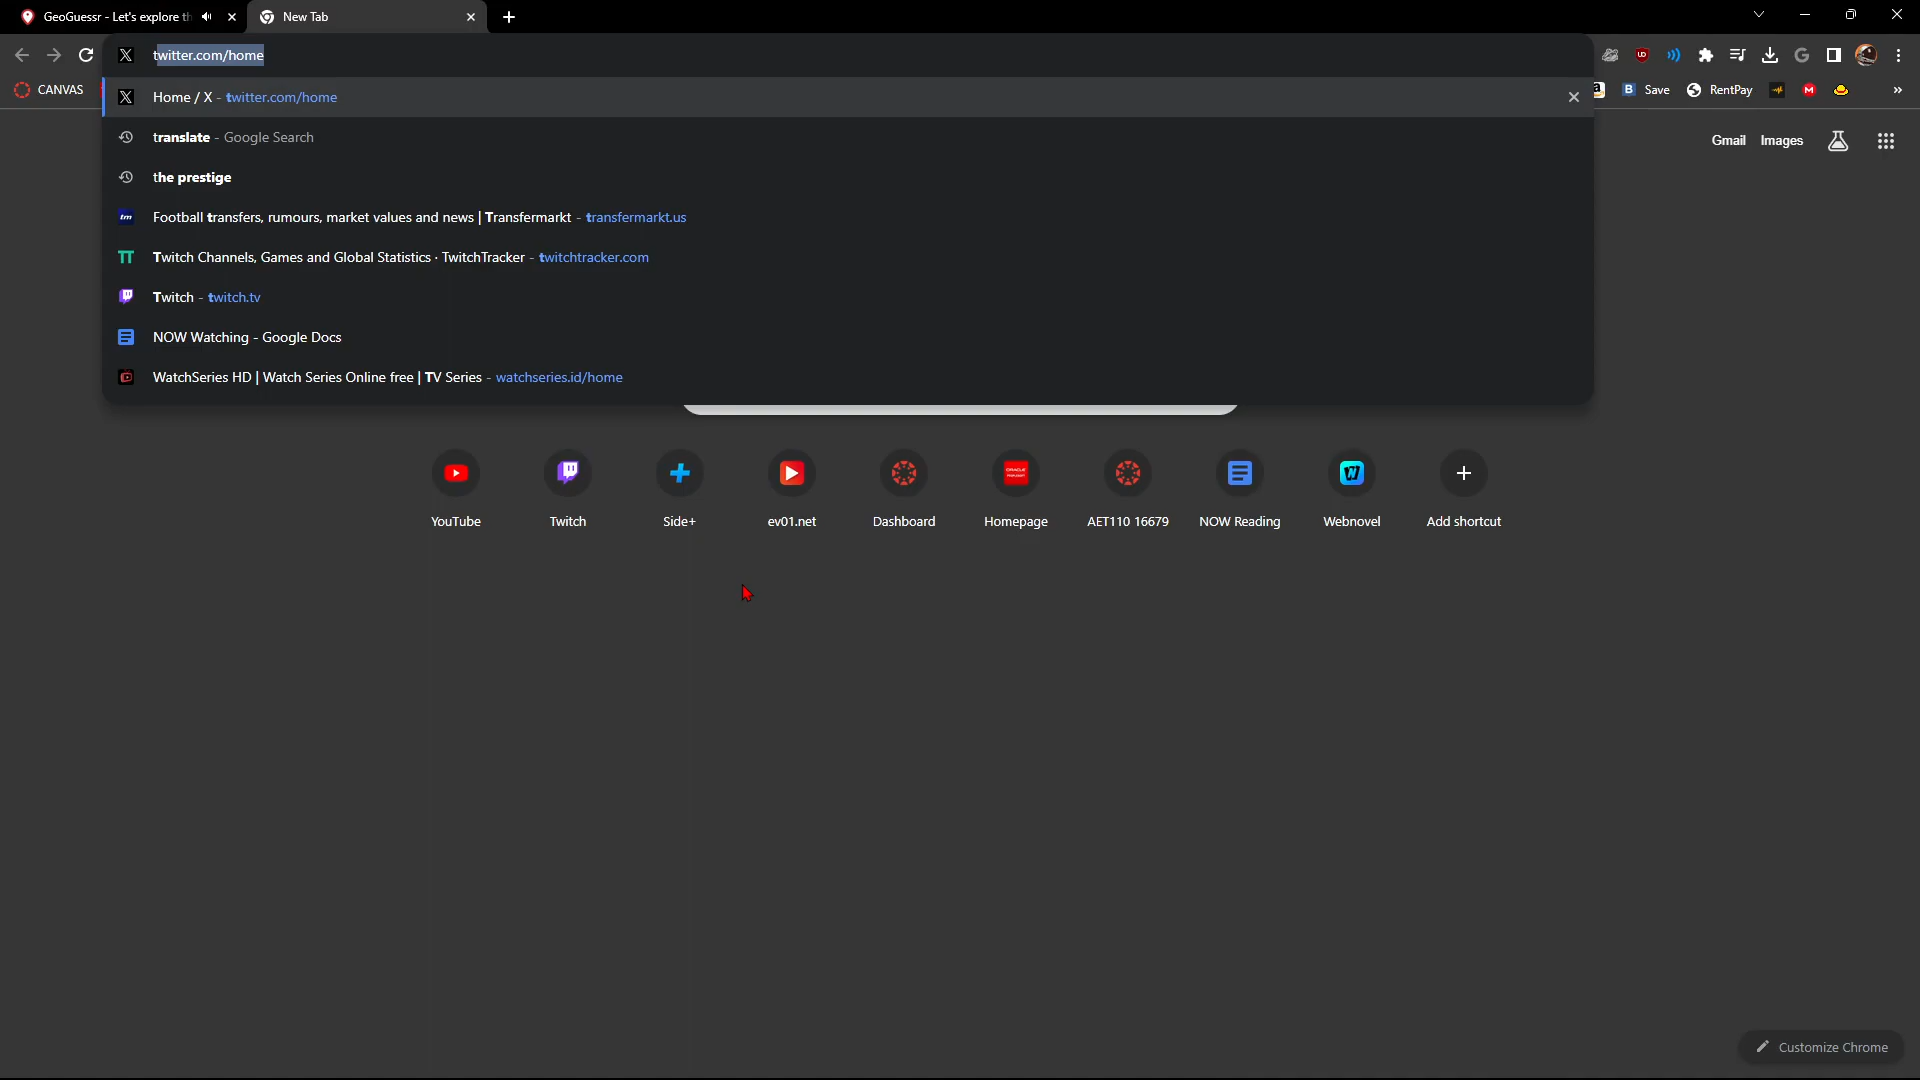 GeoGuessr - Let's explore th
New Tab
twitter.com/home
CANVAS
Save
RentPay
Home / X - twitter.com/home
translate - Google Search
the prestige
Football transfers, rumours, market values and news | Transfermarkt - transfermarkt.us
Twitch Channels, Games and Global Statistics · TwitchTracker - twitchtracker.com
Twitch - twitch.tv
NOW Watching - Google Docs
WatchSeries HD | Watch Series Online free | TV Series - watchseries.id/home
Gmail Images
YouTube
Twitch
Side+
ev01.net
Dashboard
Homepage
AET110 16679
NOW Reading
Webnovel
Add shortcut
Customize Chrome